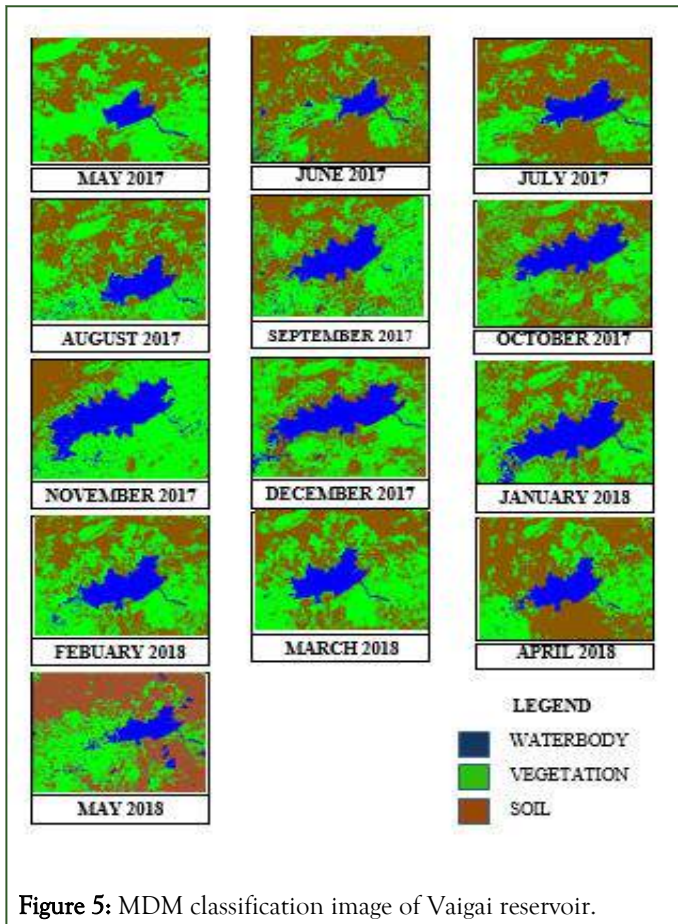 MAY 2017
JUNE 2017
JULY 2017
AUGUST 2017
SEPTEMBER 2017
OCTOBER 2017
NOVEMBER 2017
DECEMBER 2017
JANUARY 2018
FEBUARY 2018
MARCH 2018
APRIL 2018
MAY 2018
LEGEND
WATERBODY
VEGETATION
SOIL
Figure 5: MDM classification image of Vaigai reservoir.